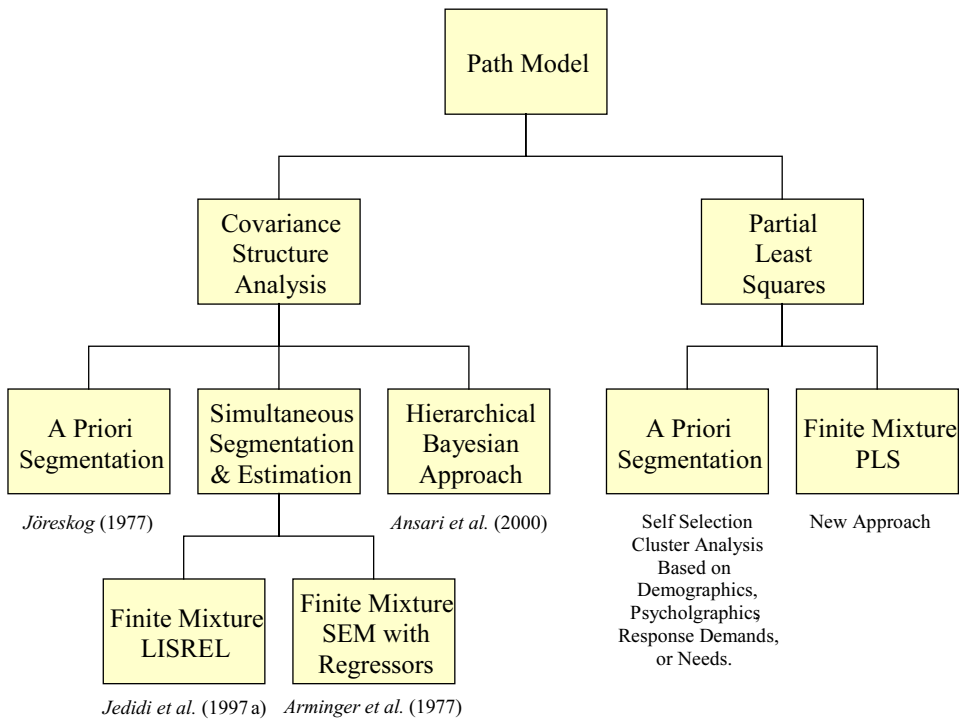 Path Model
Covariance
Structure
Analysis
Partial
Least
Squares
A Priori
Segmentation
Simultaneous
Segmentation
& Estimation
Hierarchical
Bayesian
Approach
A Priori
Segmentation
Finite Mixture
PLS
Jöreskog (1977)
Ansari et al. (2000)
Self Selection
Cluster Analysis
Based on
Demographics,
Psycholgraphics,
Response Demands,
or Needs.
New Approach
Finite Mixture
LISREL
Finite Mixture
SEM with
Regressors
Jedidi et al. (1997a)
Arminger et al. (1977)